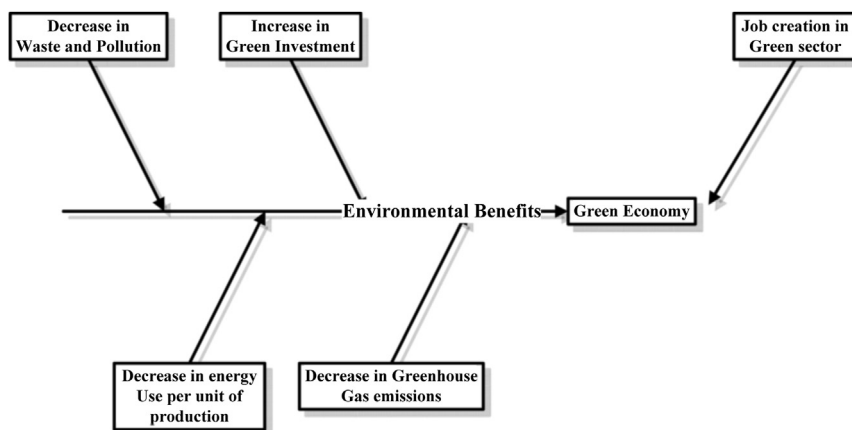 Decrease in
Waste and Pollution
Increase in
Green Investment
Job creation in
Green sector
Environmental Benefits
Green Economy
Decrease in energy
Use per unit of
production
Decrease in Greenhouse
Gas emissions